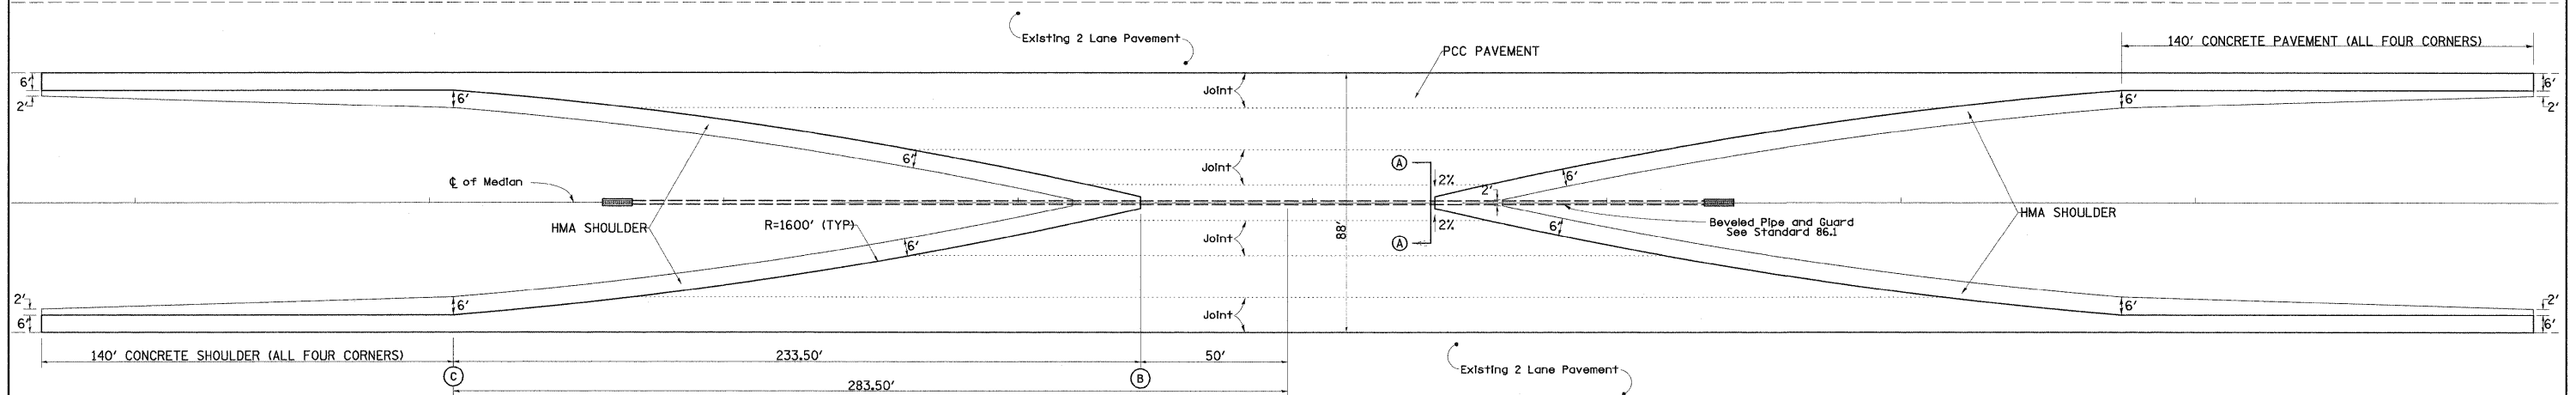 Existing 2 Lane Pavement
PCC PAVEMENT
140' CONCRETE PAVEMENT (ALL FOUR CORNERS)
6'
2'
6'
Joint
6'
6'
2'
6'
Joint
A
2%
2'
6'
℄ of Median
HMA SHOULDER
R=1600' (TYP)
6'
Joint
88'
A
2%
6'
Beveled Pipe and Guard
See Standard 86.1
HMA SHOULDER
2'
6'
6'
Joint
6'
2'
6'
140' CONCRETE SHOULDER (ALL FOUR CORNERS)
233.50'
50'
C
B
283.50'
Existing 2 Lane Pavement